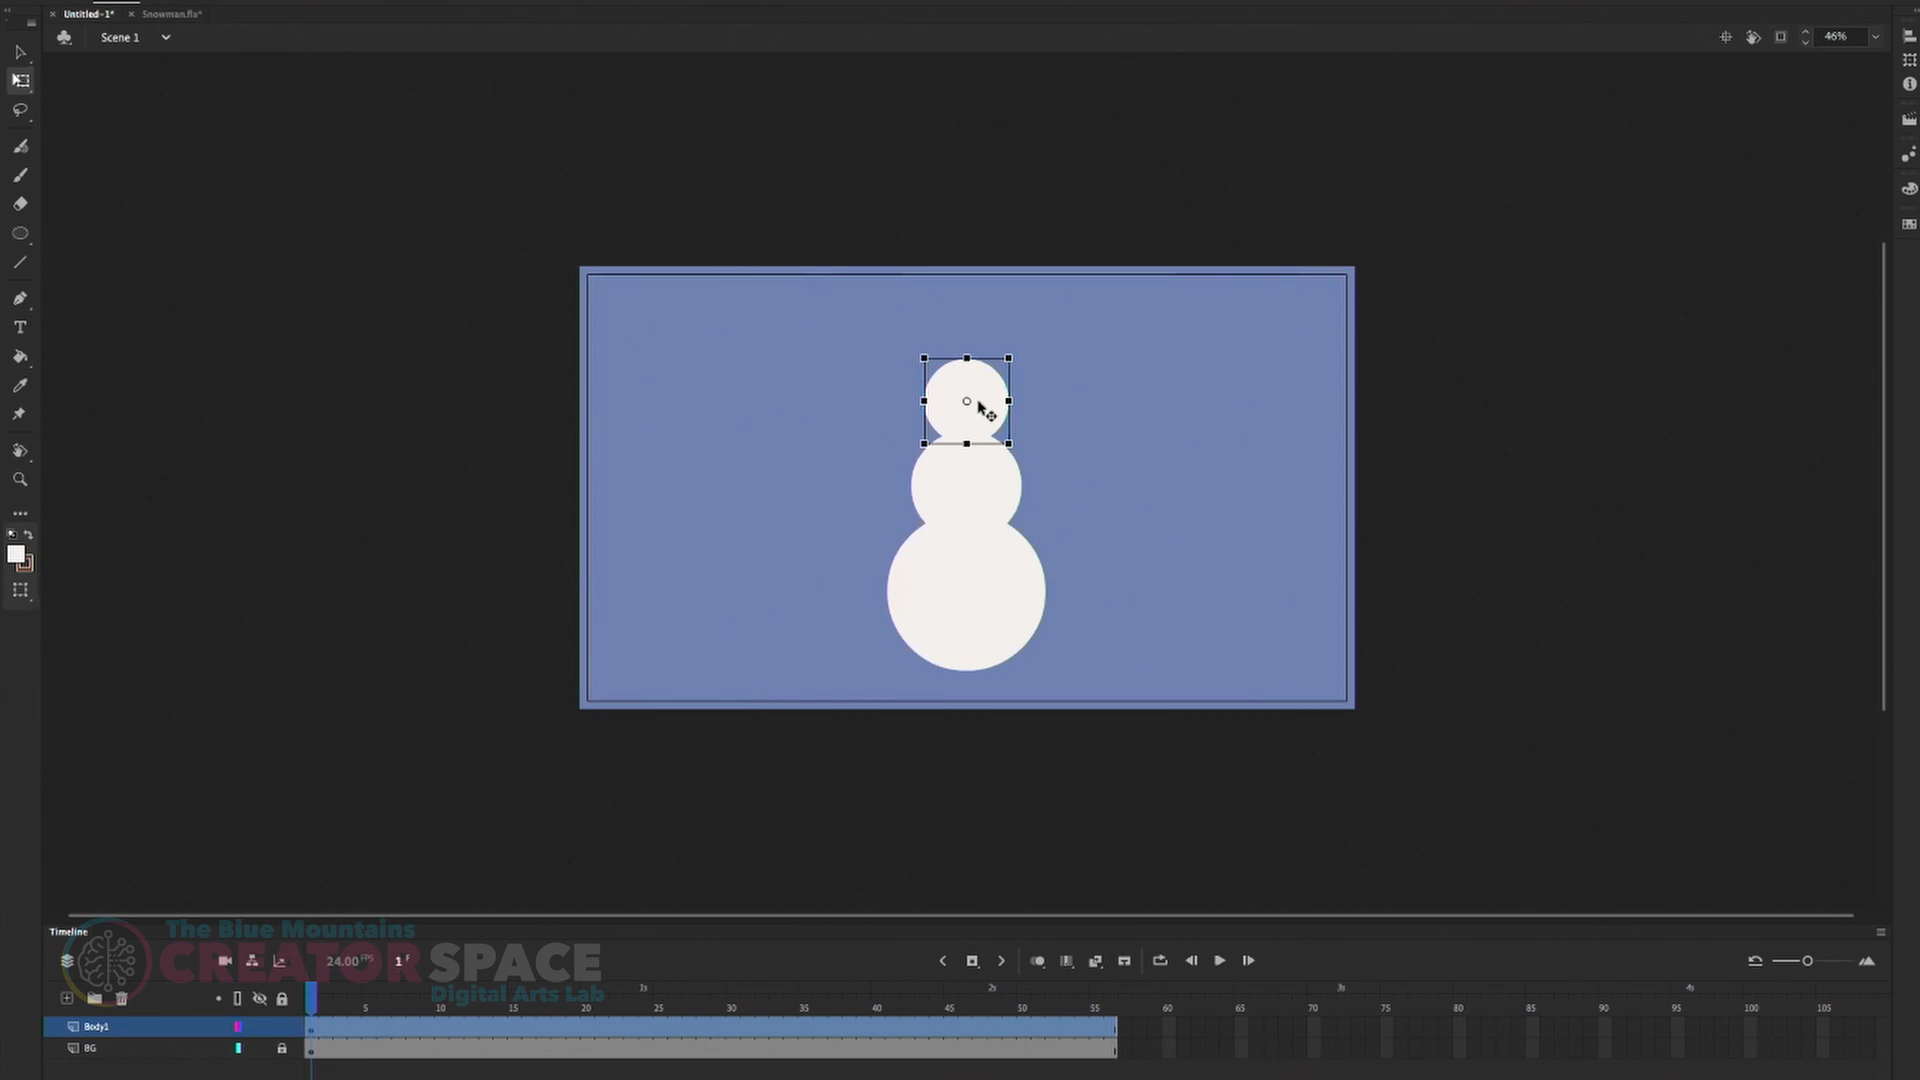 Untitled-1*
Snowman.fla*
Scene 1
46%
T
Timeline
The Blue Mountains
CREATOR SPACE
Digital Arts Lab
24.00 FPS
1 F
1s 2s 3s 4s
5 10 15 20 25 30 35 40 45 50 55 60 65 70 75 80 85 90 95 100 105
Body1
BG